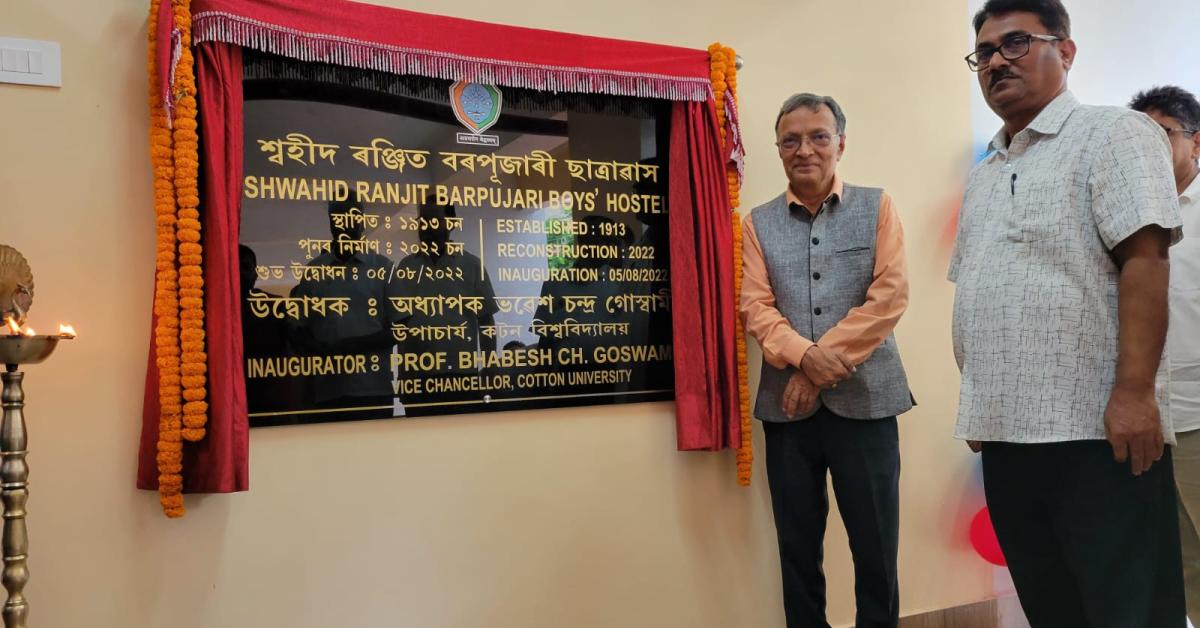 শ্বহীদ ৰঞ্জিত বৰপূজাৰী ছাত্ৰাৱাস
SHWAHID RANJIT BARPUJARI BOYS' HOSTEL
স্থাপিত : ১৯১৩ চন
পুনৰ নিৰ্মাণ : ২০২২ চন
শুভ উদ্বোধন : ০৫/০৮/২০২২
ESTABLISHED : 1913
RECONSTRUCTION : 2022
INAUGURATION : 05/08/2022
উদ্বোধক : অধ্যাপক ভৱেশ চন্দ্ৰ গোস্বামী
উপাচাৰ্য, কটন বিশ্ববিদ্যালয়
INAUGURATOR : PROF. BHABESH CH. GOSWAM
VICE CHANCELLOR, COTTON UNIVERSITY